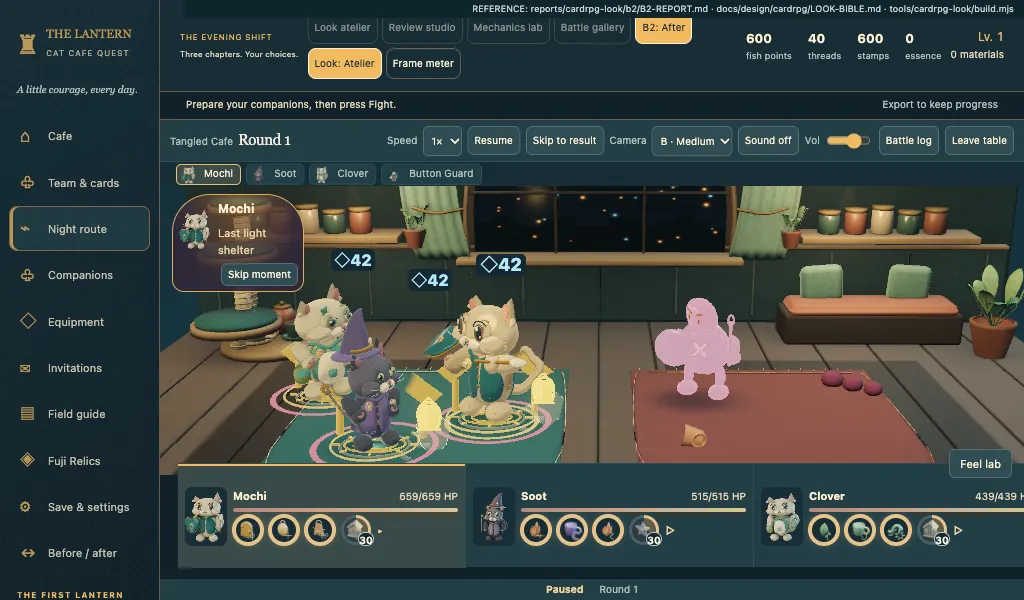 REFERENCE: reports/cardrpg-look/b2/B2-REPORT.md · docs/design/cardrpg/LOOK-BIBLE.md · tools/cardrpg-look/build.mjs
THE LANTERN
CAT CAFE QUEST
A little courage, every day.
Cafe
Team & cards
Night route
Companions
Equipment
Invitations
Field guide
Fuji Relics
Save & settings
Before / after
THE FIRST LANTERN
THE EVENING SHIFT
Three chapters. Your choices.
Look atelier
Review studio
Mechanics lab
Battle gallery
B2: After
Look: Atelier
Frame meter
600 fish points
40 threads
600 stamps
0 essence
Lv. 1
0 materials
Prepare your companions, then press Fight.
Export to keep progress
Tangled Cafe Round 1
Speed 1x Resume Skip to result Camera B · Medium Sound off Vol Battle log Leave table
Mochi
Soot
Clover
Button Guard
Mochi
Last light
shelter
Skip moment
42
42
42
Feel lab
Mochi 659/659 HP
30
Soot 515/515 HP
30
Clover 439/439 H
30
Paused Round 1